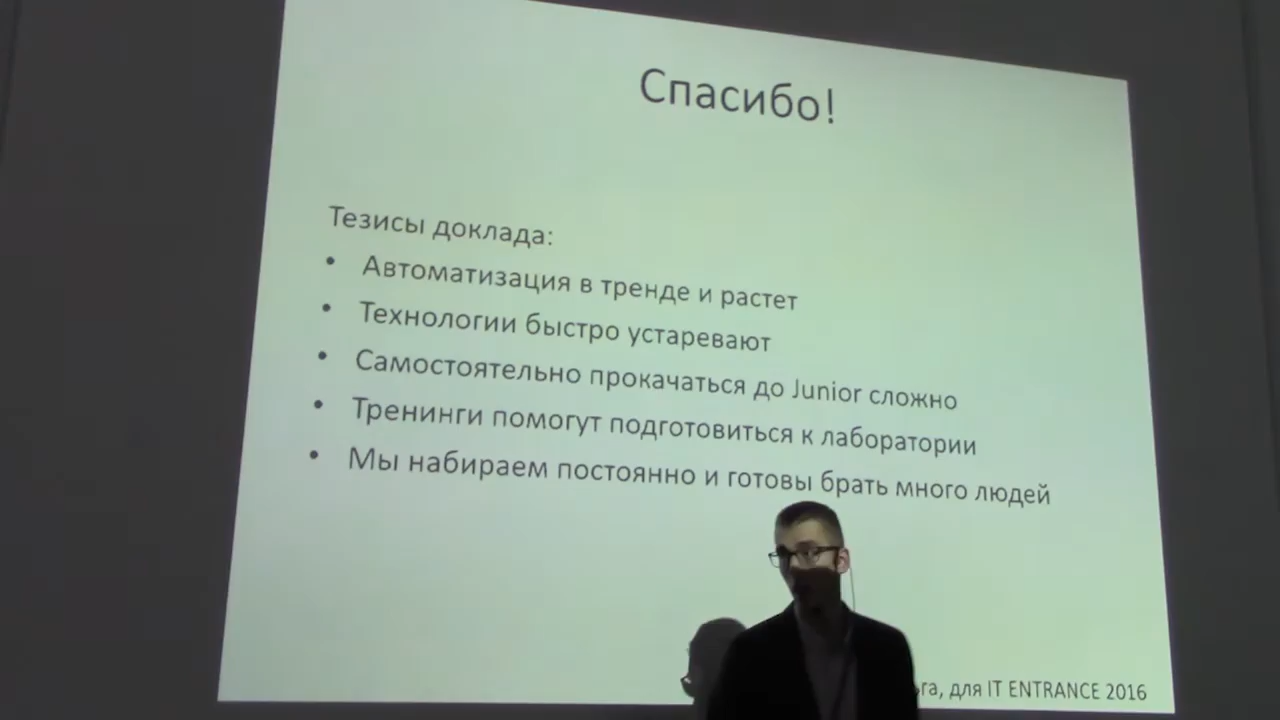 Спасибо!
Тезисы доклада:
• Автоматизация в тренде и растет
• Технологии быстро устаревают
• Самостоятельно прокачаться до Junior сложно
• Тренинги помогут подготовиться к лаборатории
• Мы набираем постоянно и готовы брать много людей
для IT ENTRANCE 2016